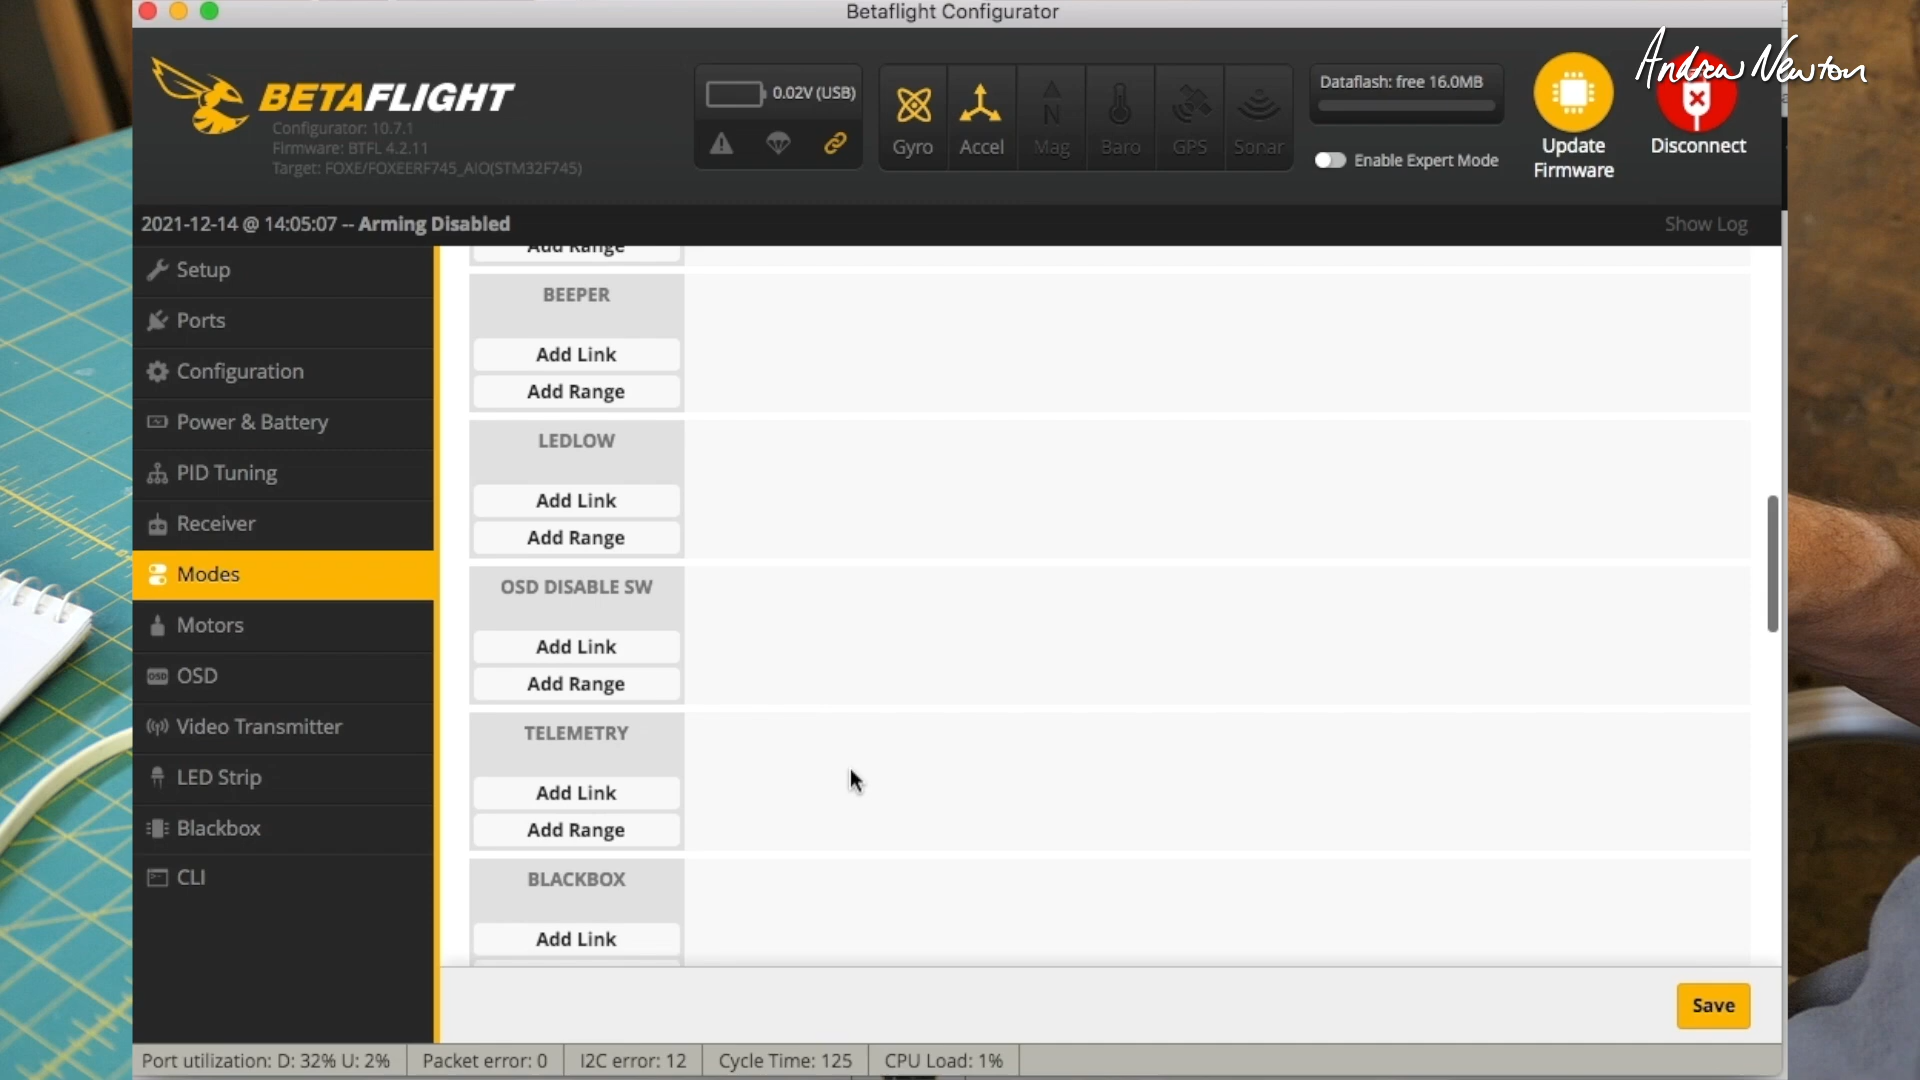 Betaflight Configurator
Andrew Newton
BETAFLIGHT
Configurator: 10.7.1
Firmware: BTFL 4.2.11
Target: FOXE/FOXEERF745_AIO(STM32F745)
0.02V (USB)
Gyro
Accel
Mag
Baro
GPS
Sonar
Dataflash: free 16.0MB
Enable Expert Mode
Update
Firmware
Disconnect
2021-12-14 @ 14:05:07 -- Arming Disabled
Show Log
Setup
Ports
Configuration
Power & Battery
PID Tuning
Receiver
Modes
Motors
OSD
OSD
Video Transmitter
LED Strip
Blackbox
CLI
Add Range
BEEPER
Add Link
Add Range
LEDLOW
Add Link
Add Range
OSD DISABLE SW
Add Link
Add Range
TELEMETRY
Add Link
Add Range
BLACKBOX
Add Link
Save
Port utilization: D: 32% U: 2%
Packet error: 0
I2C error: 12
Cycle Time: 125
CPU Load: 1%